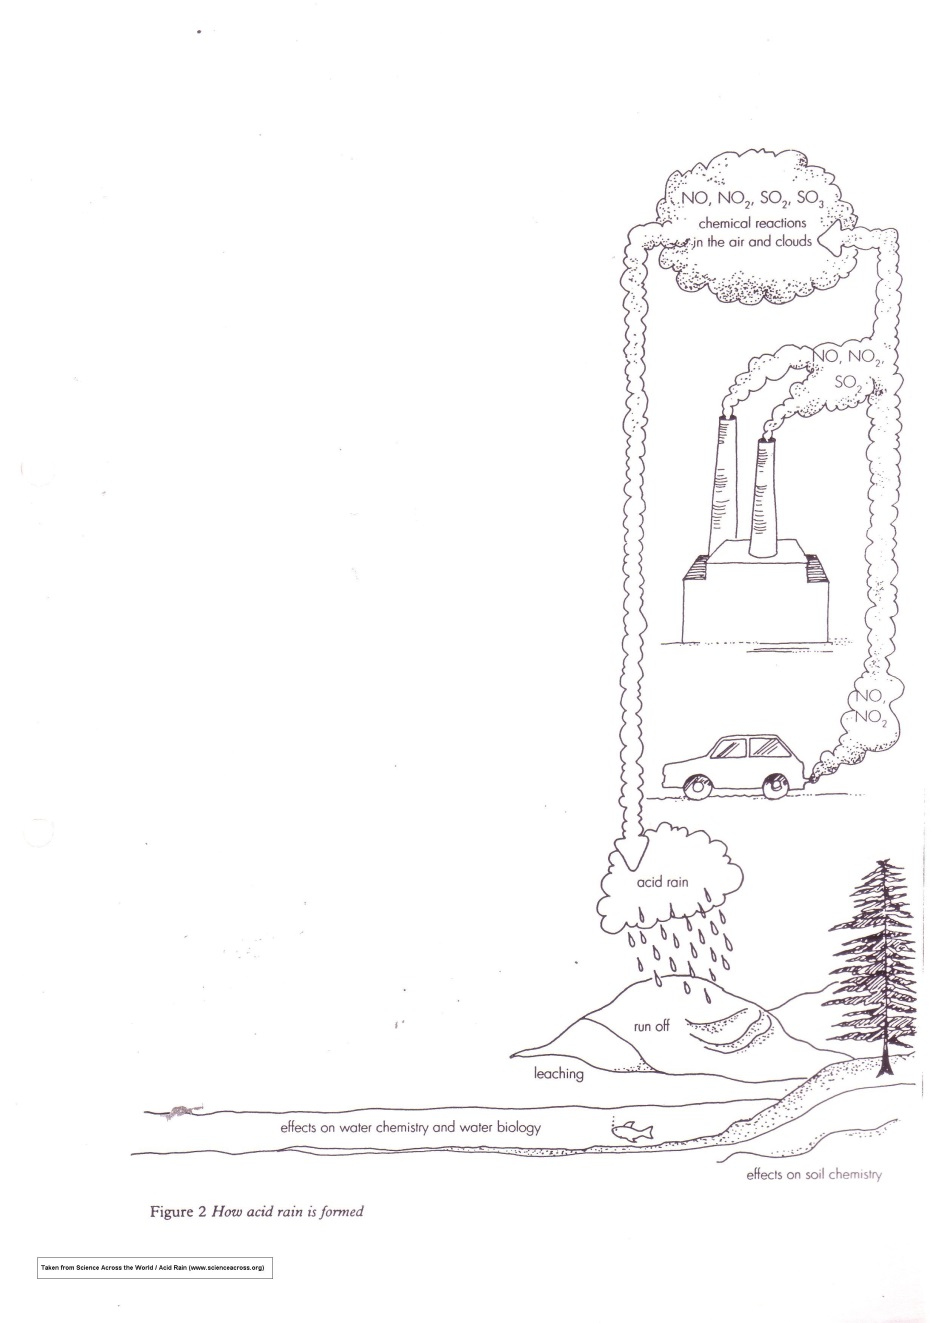 NO, NO₂, SO₂, SO₃
chemical reactions
in the air and clouds
NO, NO₂,
SO₂
NO,
NO₂
acid rain
run off
leaching
effects on water chemistry and water biology
effects on soil chemistry
Figure 2 How acid rain is formed
Taken from Science Across the World / Acid Rain (www.scienceacross.org)